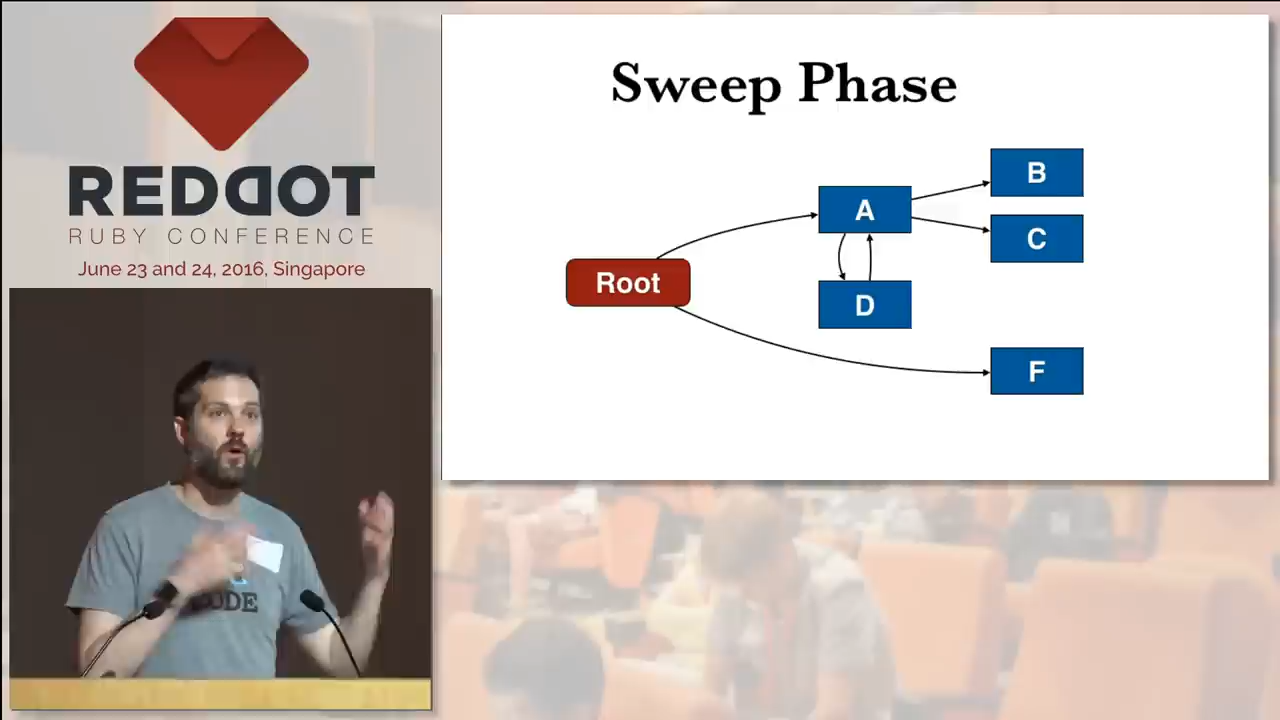 REDDOT
RUBY CONFERENCE
June 23 and 24, 2016, Singapore
Sweep Phase
B
A
C
Root
D
F